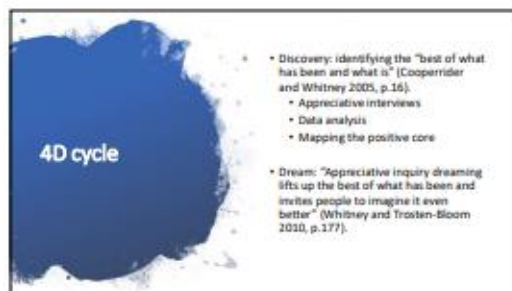 4D cycle
• Discovery: identifying the "best of what
has been and what is" (Cooperrider
and Whitney 2005, p.16).
• Appreciative interviews
• Data analysis
• Mapping the positive core
• Dream: "Appreciative inquiry dreaming
lifts up the best of what has been and
invites people to imagine it even
better" (Whitney and Trosten-Bloom
2010, p.177).